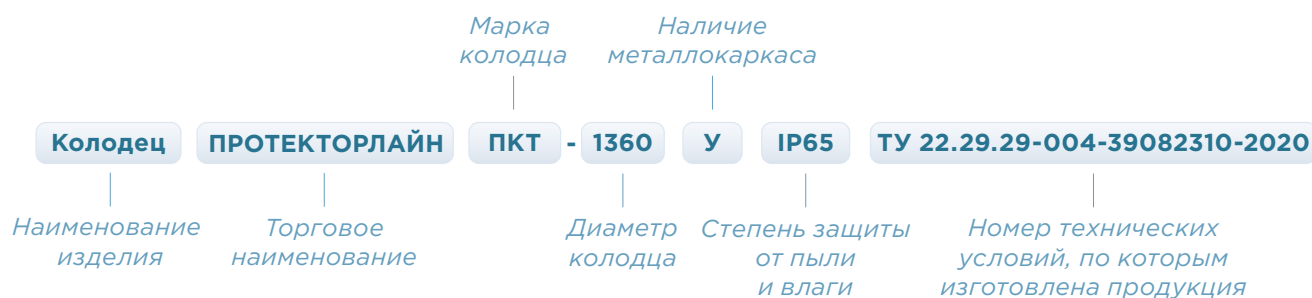 Марка
колодца
Наличие
металлокаркаса
Колодец ПРОТЕКТОРЛАЙН ПКТ - 1360 У IP65 ТУ 22.29.29-004-39082310-2020
Наименование
изделия
Торговое
наименование
Диаметр
колодца
Степень защиты
от пыли
и влаги
Номер технических
условий, по которым
изготовлена продукция